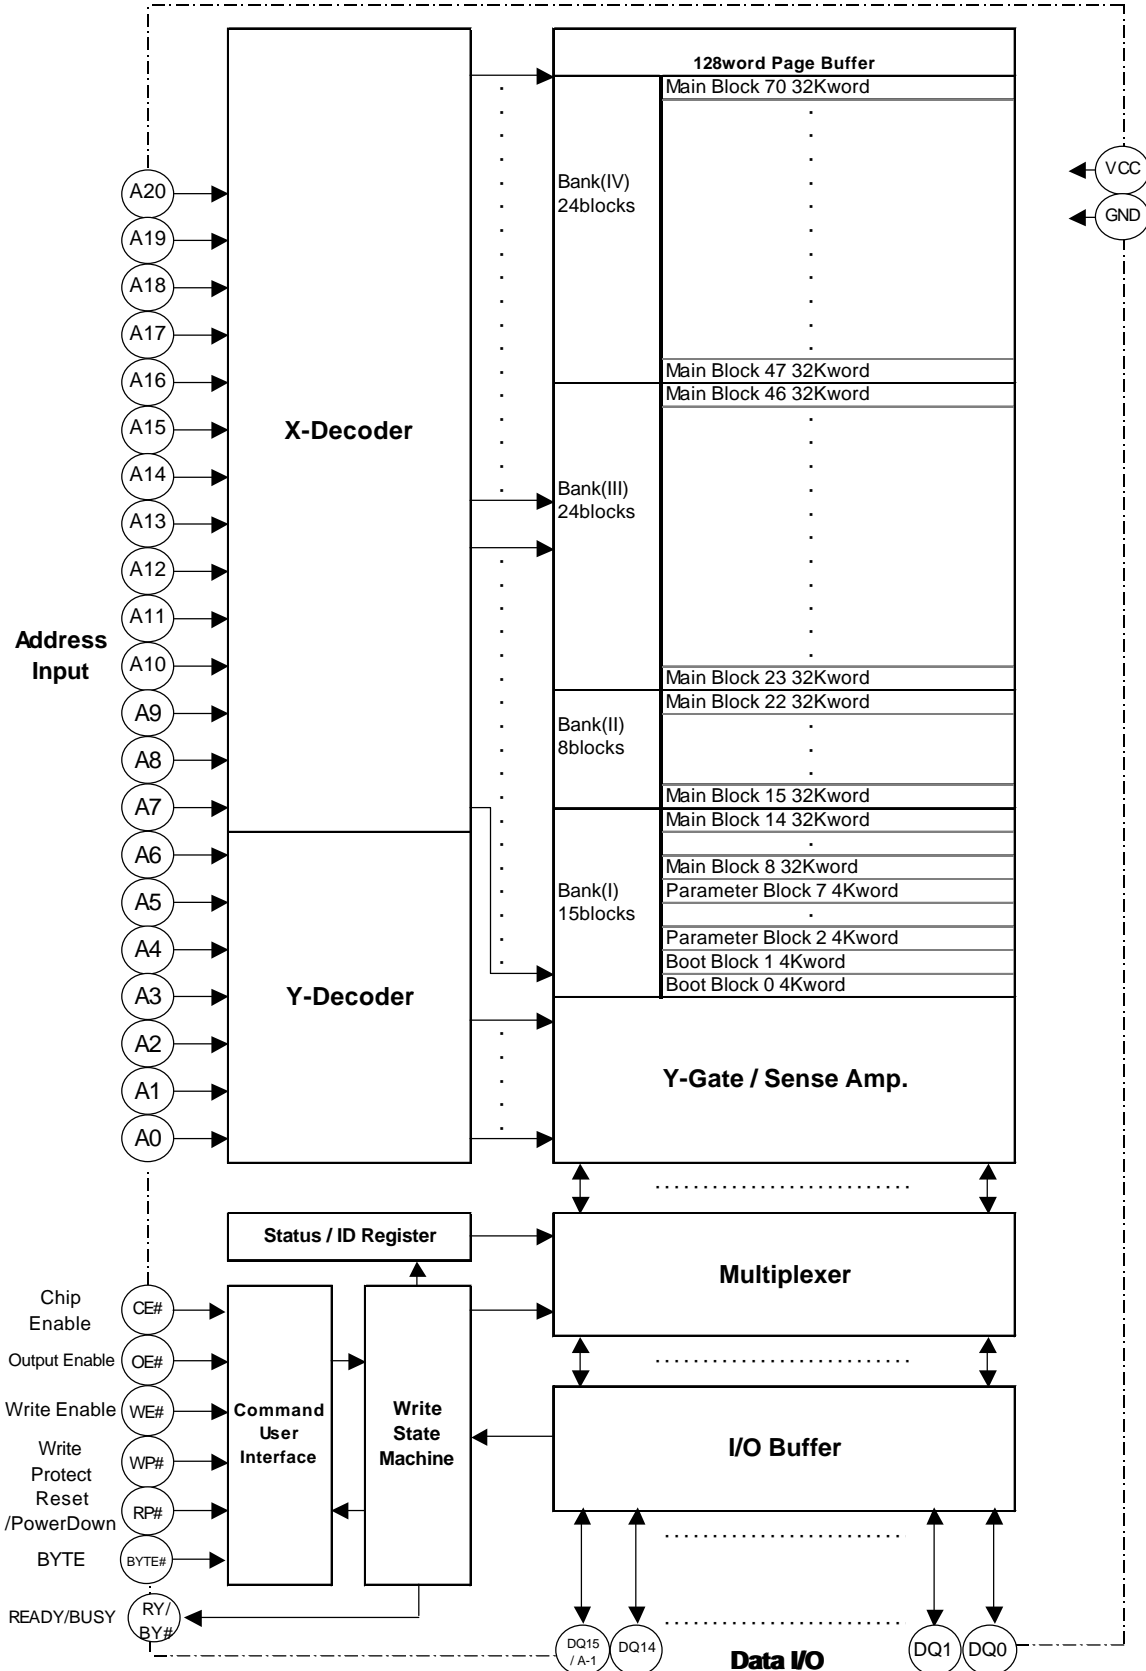 128word Page Buffer
Main Block 70 32Kword
Bank(IV)
24blocks
Main Block 47 32Kword
Main Block 46 32Kword
Bank(III)
24blocks
Main Block 23 32Kword
Main Block 22 32Kword
Bank(II)
8blocks
Main Block 15 32Kword
Main Block 14 32Kword
Main Block 8 32Kword
Parameter Block 7 4Kword
Bank(I)
15blocks
Parameter Block 2 4Kword
Boot Block 1 4Kword
Boot Block 0 4Kword
VCC
GND
A20
A19
A18
A17
A16
A15
A14
A13
A12
A11
A10
A9
A8
A7
A6
A5
A4
A3
A2
A1
A0
Address
Input
X-Decoder
Y-Decoder
Y-Gate / Sense Amp.
Status / ID Register
Multiplexer
Chip
Enable
CE#
Output Enable
OE#
Write Enable
WE#
Write
Protect
WP#
Reset
/PowerDown
RP#
BYTE
BYTE#
READY/BUSY
RY/
BY#
Command
User
Interface
Write
State
Machine
I/O Buffer
DQ15
/ A-1
DQ14
Data I/O
DQ1
DQ0